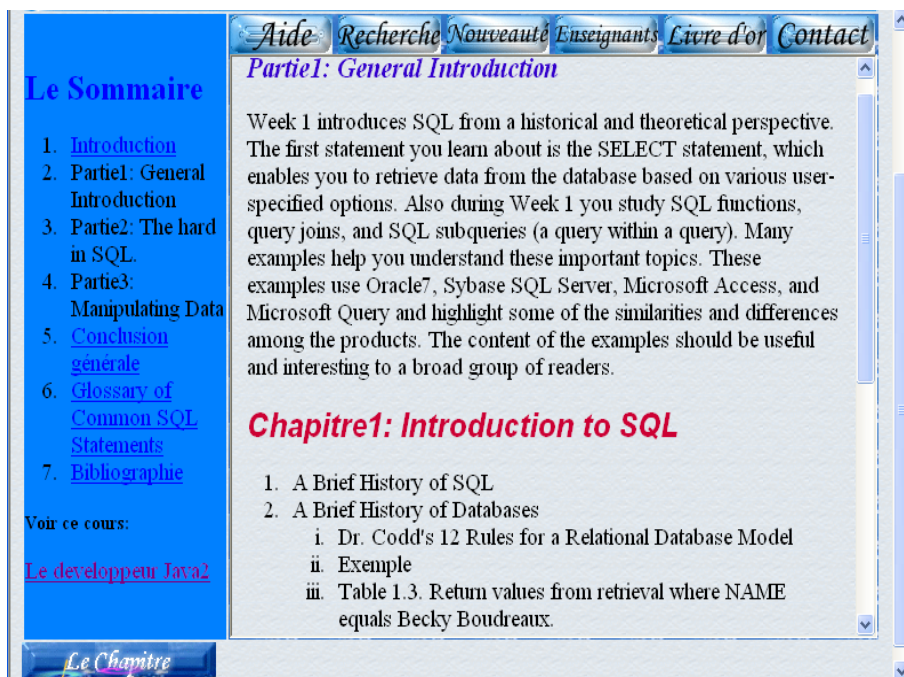 Aide Recherche Nouveauté Enseignants Livre d'or Contact
Le Sommaire
1. Introduction
2. Partie1: General
Introduction
3. Partie2: The hard
in SQL.
4. Partie3:
Manipulating Data
5. Conclusion
générale
6. Glossary of
Common SQL
Statements
7. Bibliographie
Voir ce cours:
Le developpeur Java2
Le Chapitre
Partie1: General Introduction
Week 1 introduces SQL from a historical and theoretical perspective.
The first statement you learn about is the SELECT statement, which
enables you to retrieve data from the database based on various user-
specified options. Also during Week 1 you study SQL functions,
query joins, and SQL subqueries (a query within a query). Many
examples help you understand these important topics. These
examples use Oracle7, Sybase SQL Server, Microsoft Access, and
Microsoft Query and highlight some of the similarities and differences
among the products. The content of the examples should be useful
and interesting to a broad group of readers.
Chapitre1: Introduction to SQL
1. A Brief History of SQL
2. A Brief History of Databases
i. Dr. Codd's 12 Rules for a Relational Database Model
ii. Exemple
iii. Table 1.3. Return values from retrieval where NAME
equals Becky Boudreaux.